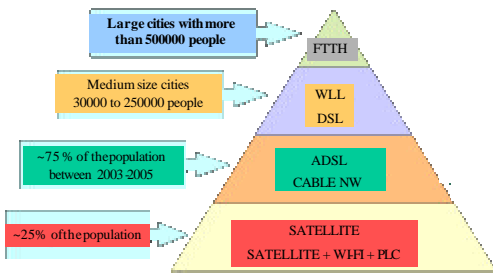 Large cities with more
than 500000 people
FTTH
Medium size cities
30000 to 250000 people
WLL
DSL
~75 % of the population
between 2003-2005
ADSL
CABLE NW
~25% of the population
SATELLITE
SATELLITE + WI-FI + PLC